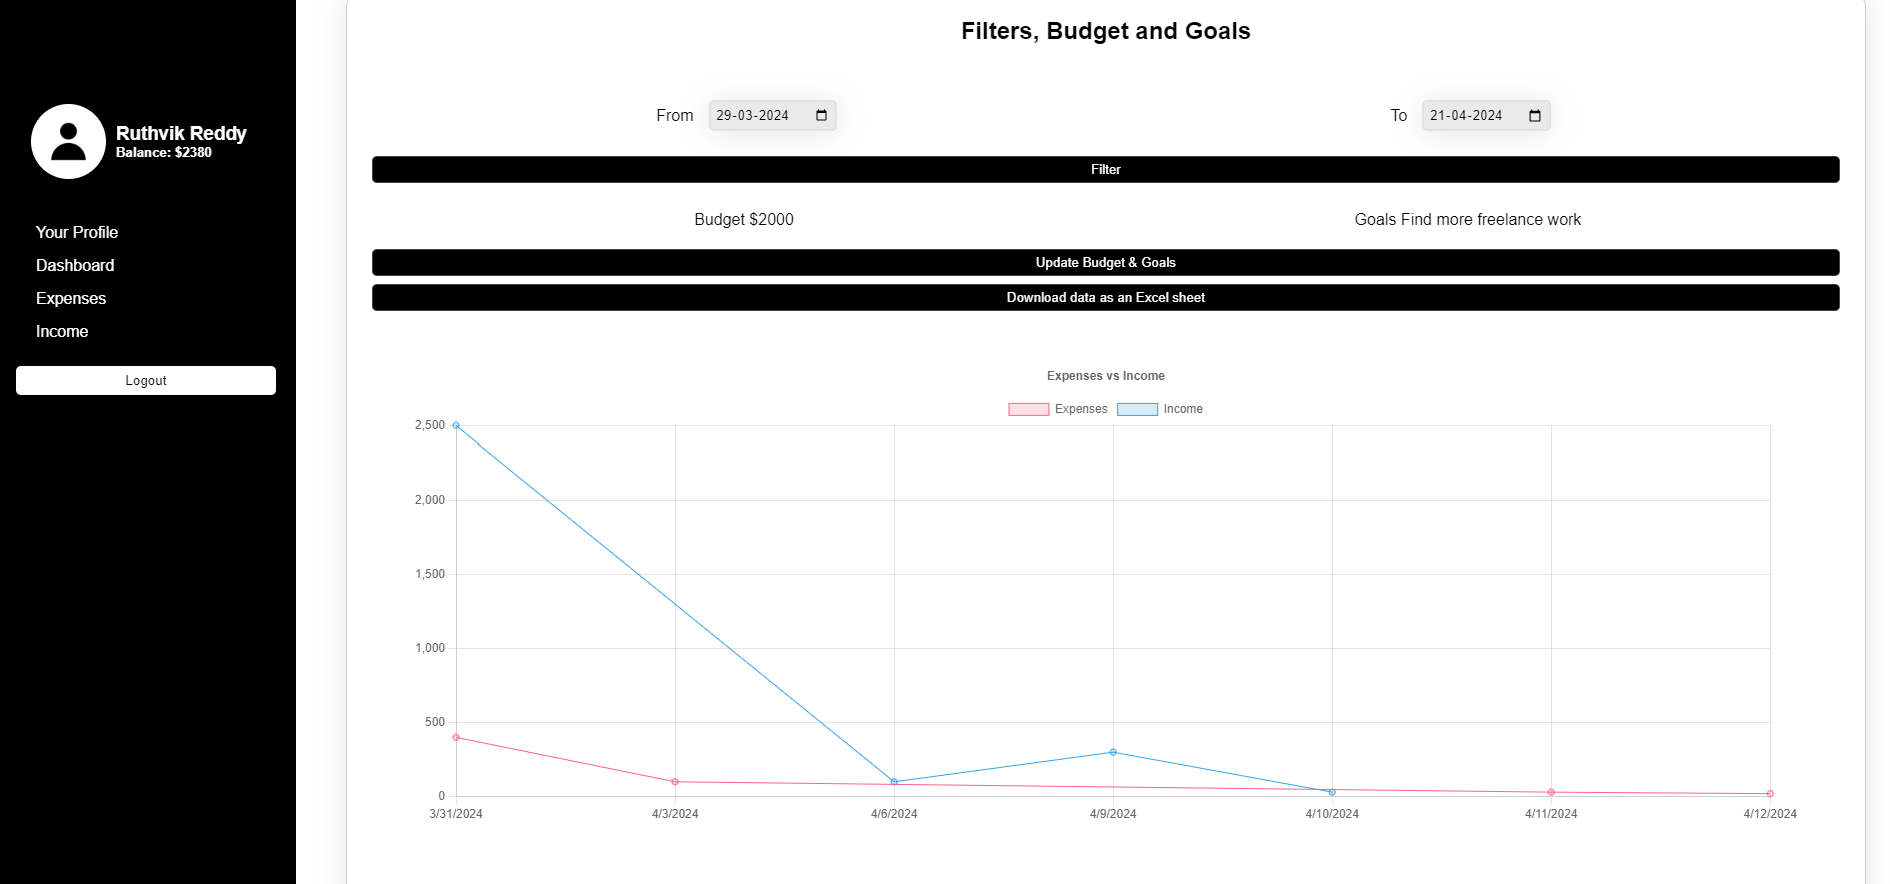 Ruthvik Reddy
Balance: $2380
Your Profile
Dashboard
Expenses
Income
Logout
Filters, Budget and Goals
From 29-03-2024 To 21-04-2024
Filter
Budget $2000 Goals Find more freelance work
Update Budget & Goals
Download data as an Excel sheet
Expenses vs Income
Expenses Income
2,500
2,000
1,500
1,000
500
0
3/31/2024 4/3/2024 4/6/2024 4/9/2024 4/10/2024 4/11/2024 4/12/2024